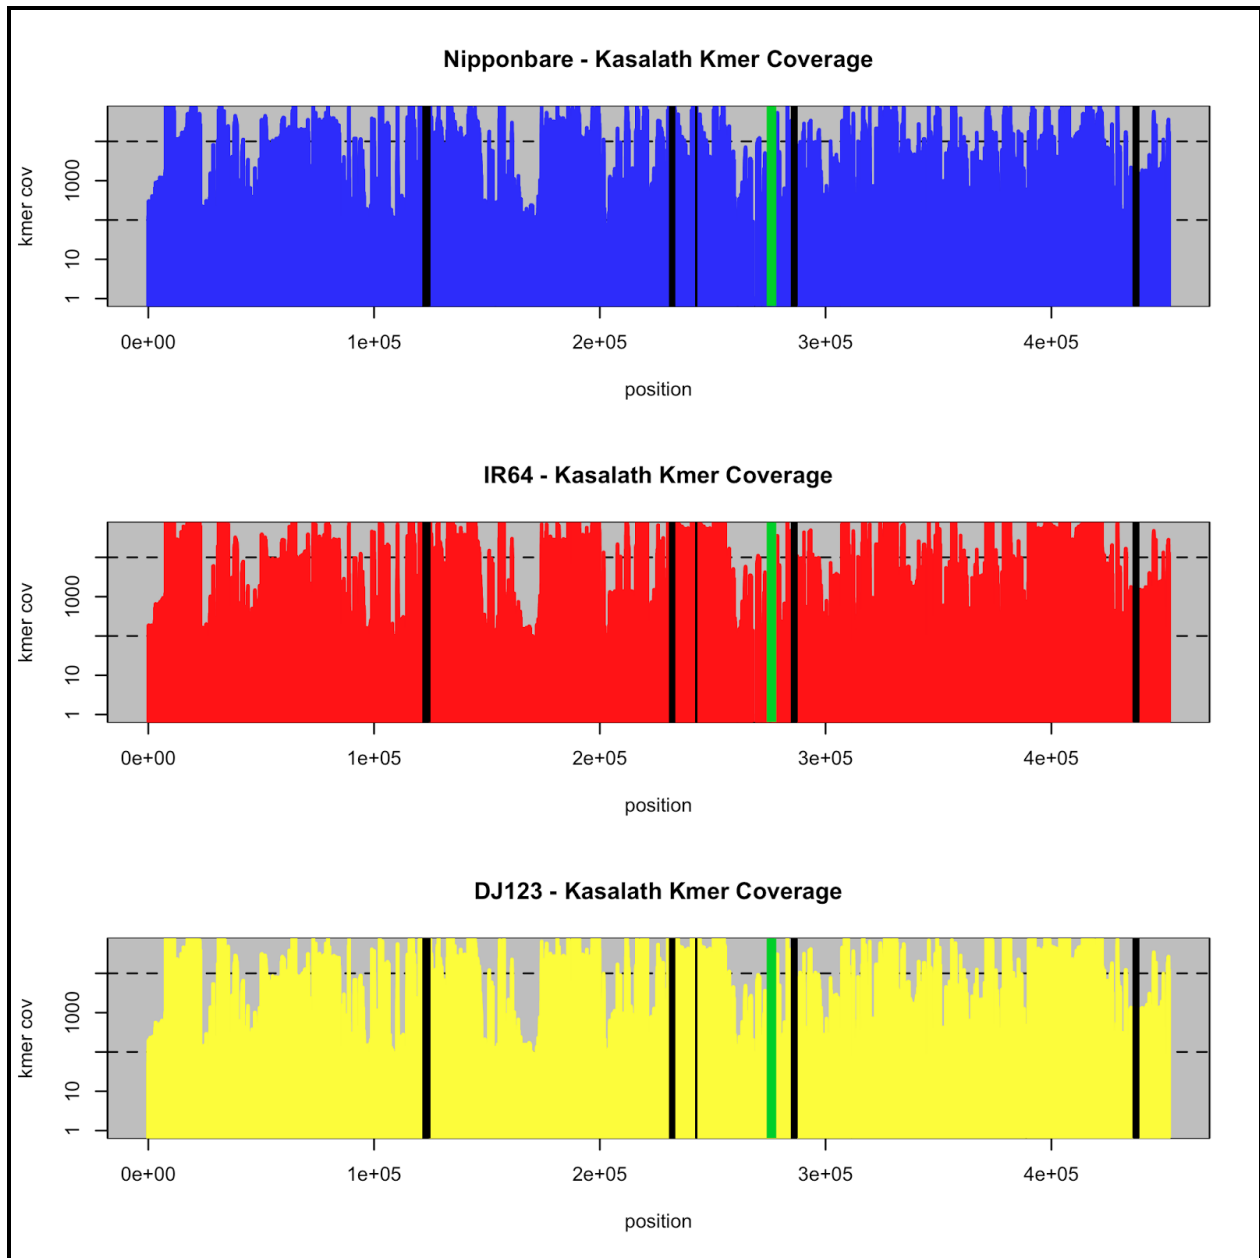 Nipponbare - Kasalath Kmer Coverage
kmer cov
1000
10
1
0e+00 1e+05 2e+05 3e+05 4e+05
position
IR64 - Kasalath Kmer Coverage
kmer cov
1000
10
1
0e+00 1e+05 2e+05 3e+05 4e+05
position
DJ123 - Kasalath Kmer Coverage
kmer cov
1000
10
1
0e+00 1e+05 2e+05 3e+05 4e+05
position